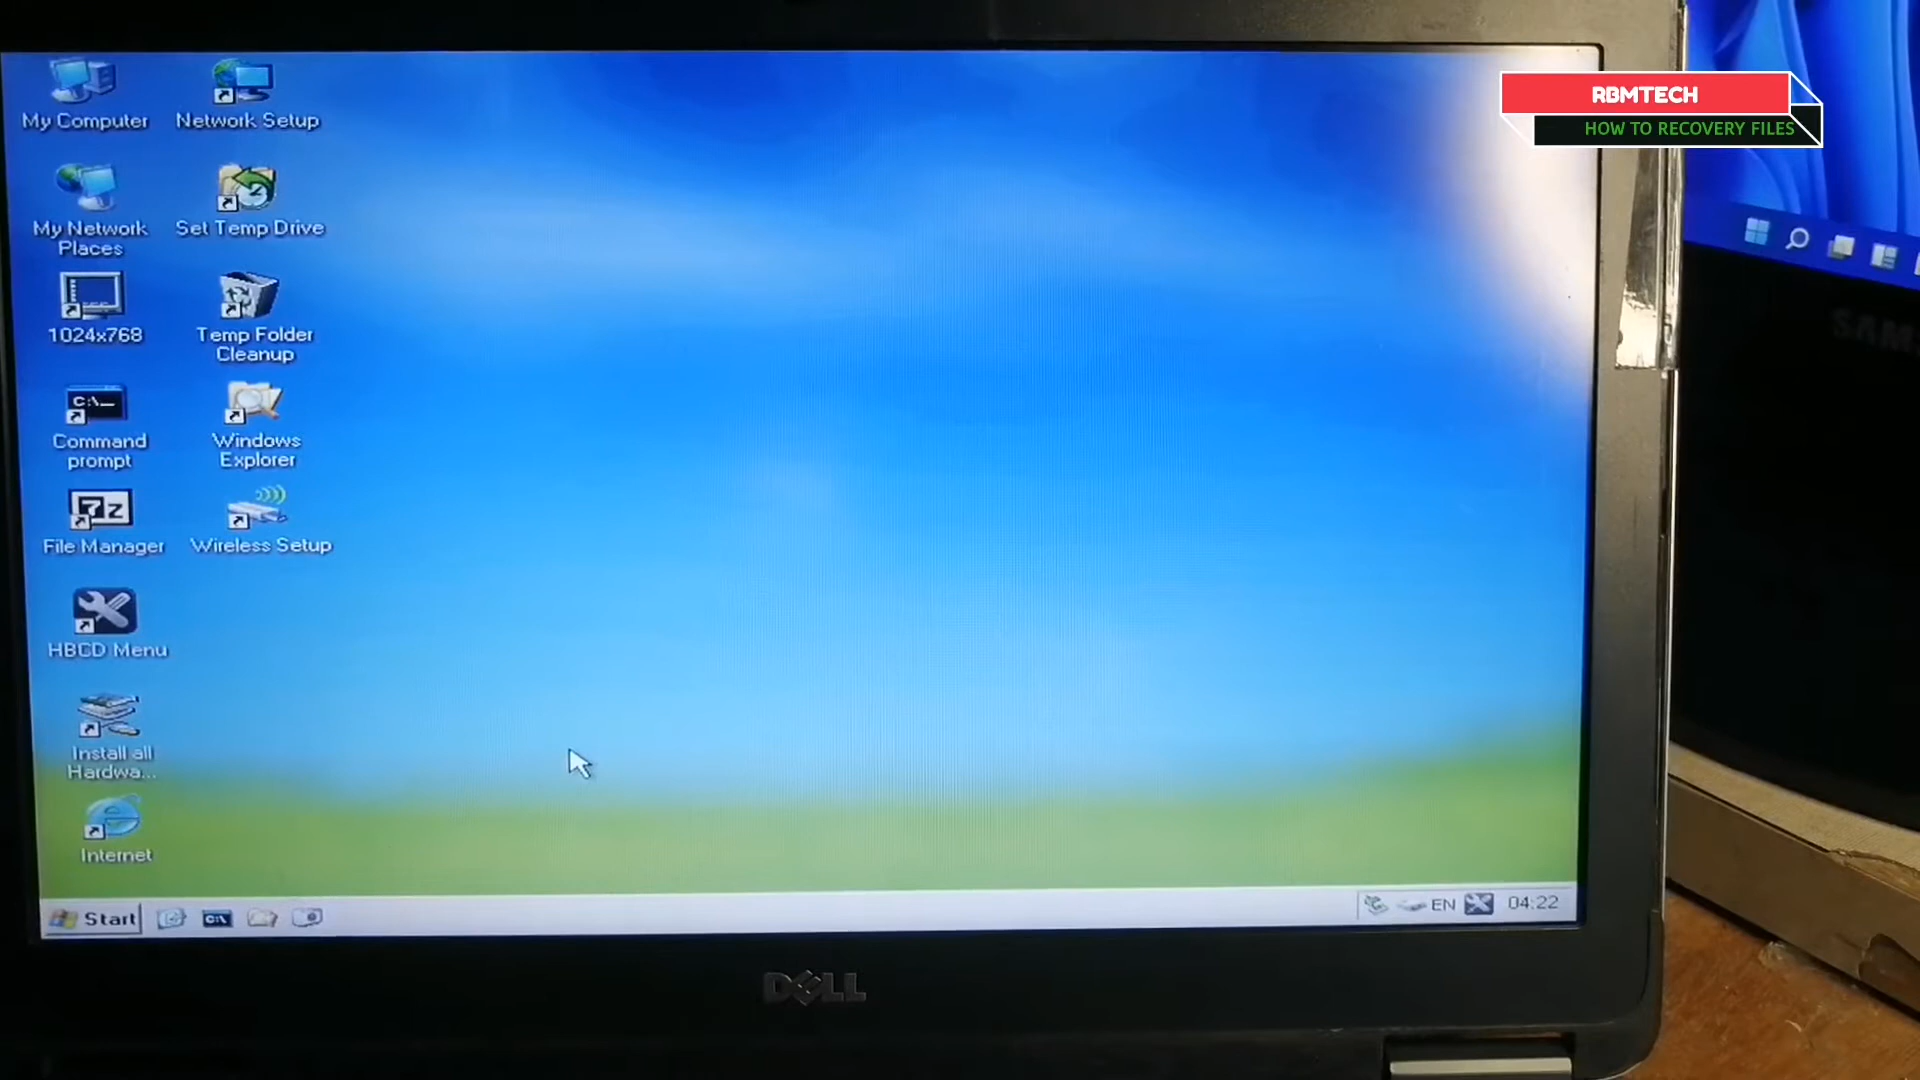 My Computer
Network Setup
RBMTECH
HOW TO RECOVERY FILES
My Network
Places
Set Temp Drive
1024x768
Temp Folder
Cleanup
C:\_
Command
prompt
Windows
Explorer
7z
File Manager
Wireless Setup
HBCD Menu
Install all
Hardwa...
Internet
Start
C:\
EN
04:22
DELL